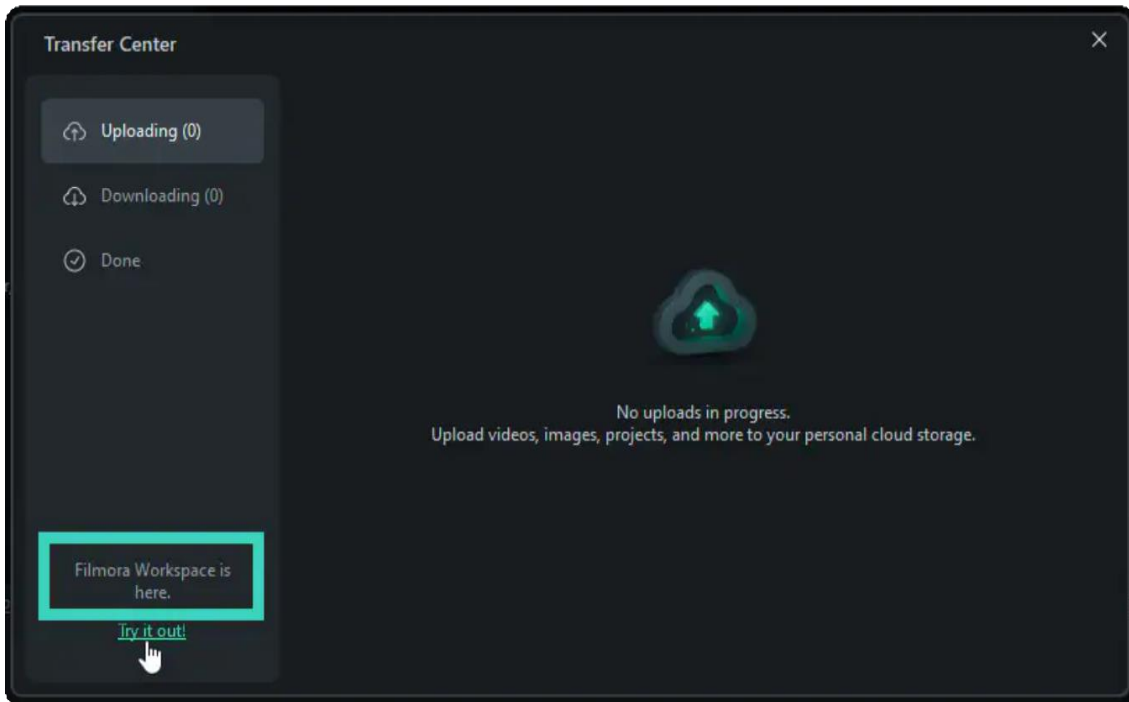 Transfer Center
Uploading (0)
Downloading (0)
Done
No uploads in progress.
Upload videos, images, projects, and more to your personal cloud storage.
Filmora Workspace is
here.
Try it out!